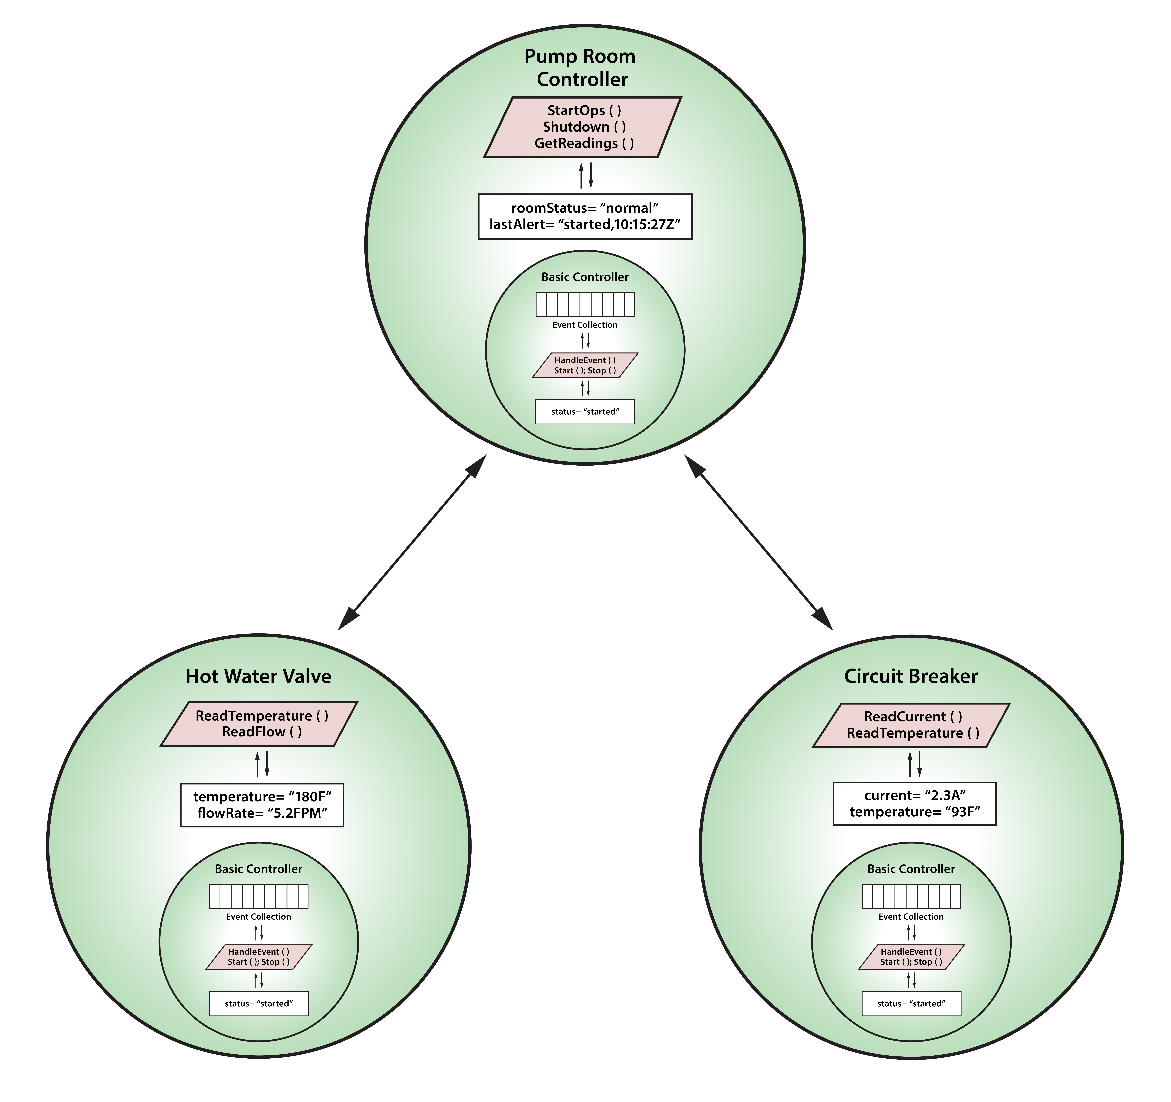 Pump Room
Controller
StartOps ( )
Shutdown ( )
GetReadings ( )
roomStatus= “normal”
lastAlert= “started,10:15:27Z”
Basic Controller
Event Collection
HandleEvent ( )
Start ( ); Stop ( )
status= “started”
Hot Water Valve
ReadTemperature ( )
ReadFlow ( )
temperature= “180F”
flowRate= “5.2FPM”
Basic Controller
Event Collection
HandleEvent ( )
Start ( ); Stop ( )
status= “started”
Circuit Breaker
ReadCurrent ( )
ReadTemperature ( )
current= “2.3A”
temperature= “93F”
Basic Controller
Event Collection
HandleEvent ( )
Start ( ); Stop ( )
status= “started”